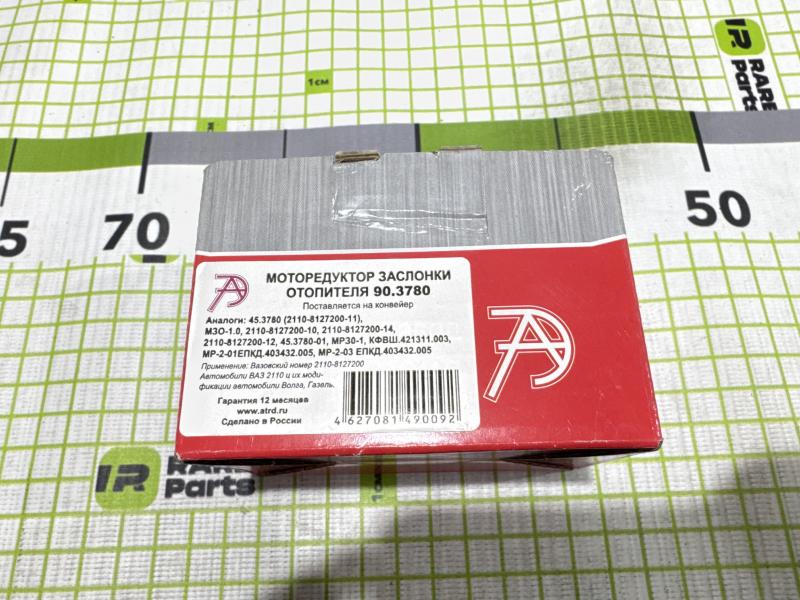 RARE
Parts
1 см
70
50
МОТОРЕДУКТОР ЗАСЛОНКИ
ОТОПИТЕЛЯ 90.3780
Поставляется на конвейер
Аналоги: 45.3780 (2110-8127200-11),
МЗО-1.0, 2110-8127200-10, 2110-8127200-14,
2110-8127200-12, 45.3780-01, МР30-1, КФВШ.421311.003,
МР-2-01ЕПКД.403432.005, МР-2-03 ЕПКД.403432.005
Применение: Вазовский номер 2110-8127200
Автомобили ВАЗ 2110 и их моди-
фикации автомобили Волга, Газель.
Гарантия 12 месяцев
www.atrd.ru
Сделано в России
4 627081 490092
RARE
Parts